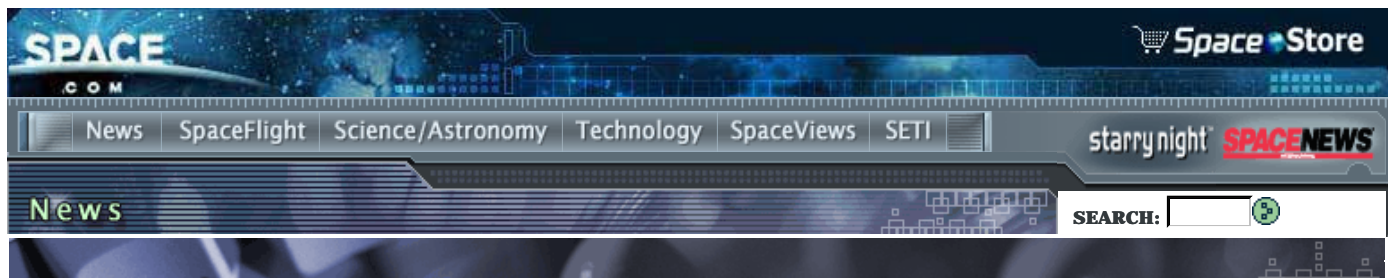 SPACE
.COM
Space Store
News SpaceFlight Science/Astronomy Technology SpaceViews SETI
starry night SPACENEWS
News
SEARCH: